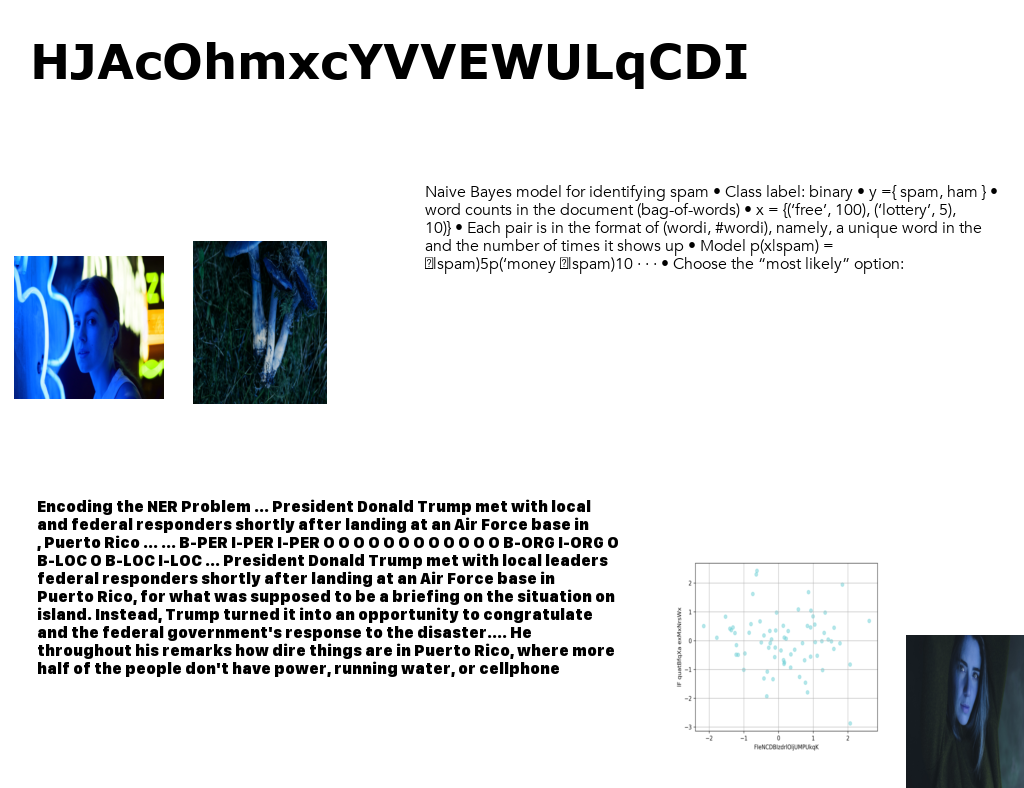 HJAcOhmxcYVVEWULqCDI
Naive Bayes model for identifying spam • Class label: binary • y ={ spam, ham } •
word counts in the document (bag-of-words) • x = {(‘free’, 100), (‘lottery’, 5),
10)} • Each pair is in the format of (wordi, #wordi), namely, a unique word in the
and the number of times it shows up • Model p(x|spam) =
|spam)5p(‘money |spam)10 · · · • Choose the “most likely” option:
Encoding the NER Problem ... President Donald Trump met with local
and federal responders shortly after landing at an Air Force base in
, Puerto Rico ... ... B-PER I-PER I-PER O O O O O O O O O O O O B-ORG I-ORG O
B-LOC O B-LOC I-LOC ... President Donald Trump met with local leaders
federal responders shortly after landing at an Air Force base in
Puerto Rico, for what was supposed to be a briefing on the situation on
island. Instead, Trump turned it into an opportunity to congratulate
and the federal government's response to the disaster.... He
throughout his remarks how dire things are in Puerto Rico, where more
half of the people don't have power, running water, or cellphone
2
1
0
−1
−2
−3
−2 −1 0 1 2